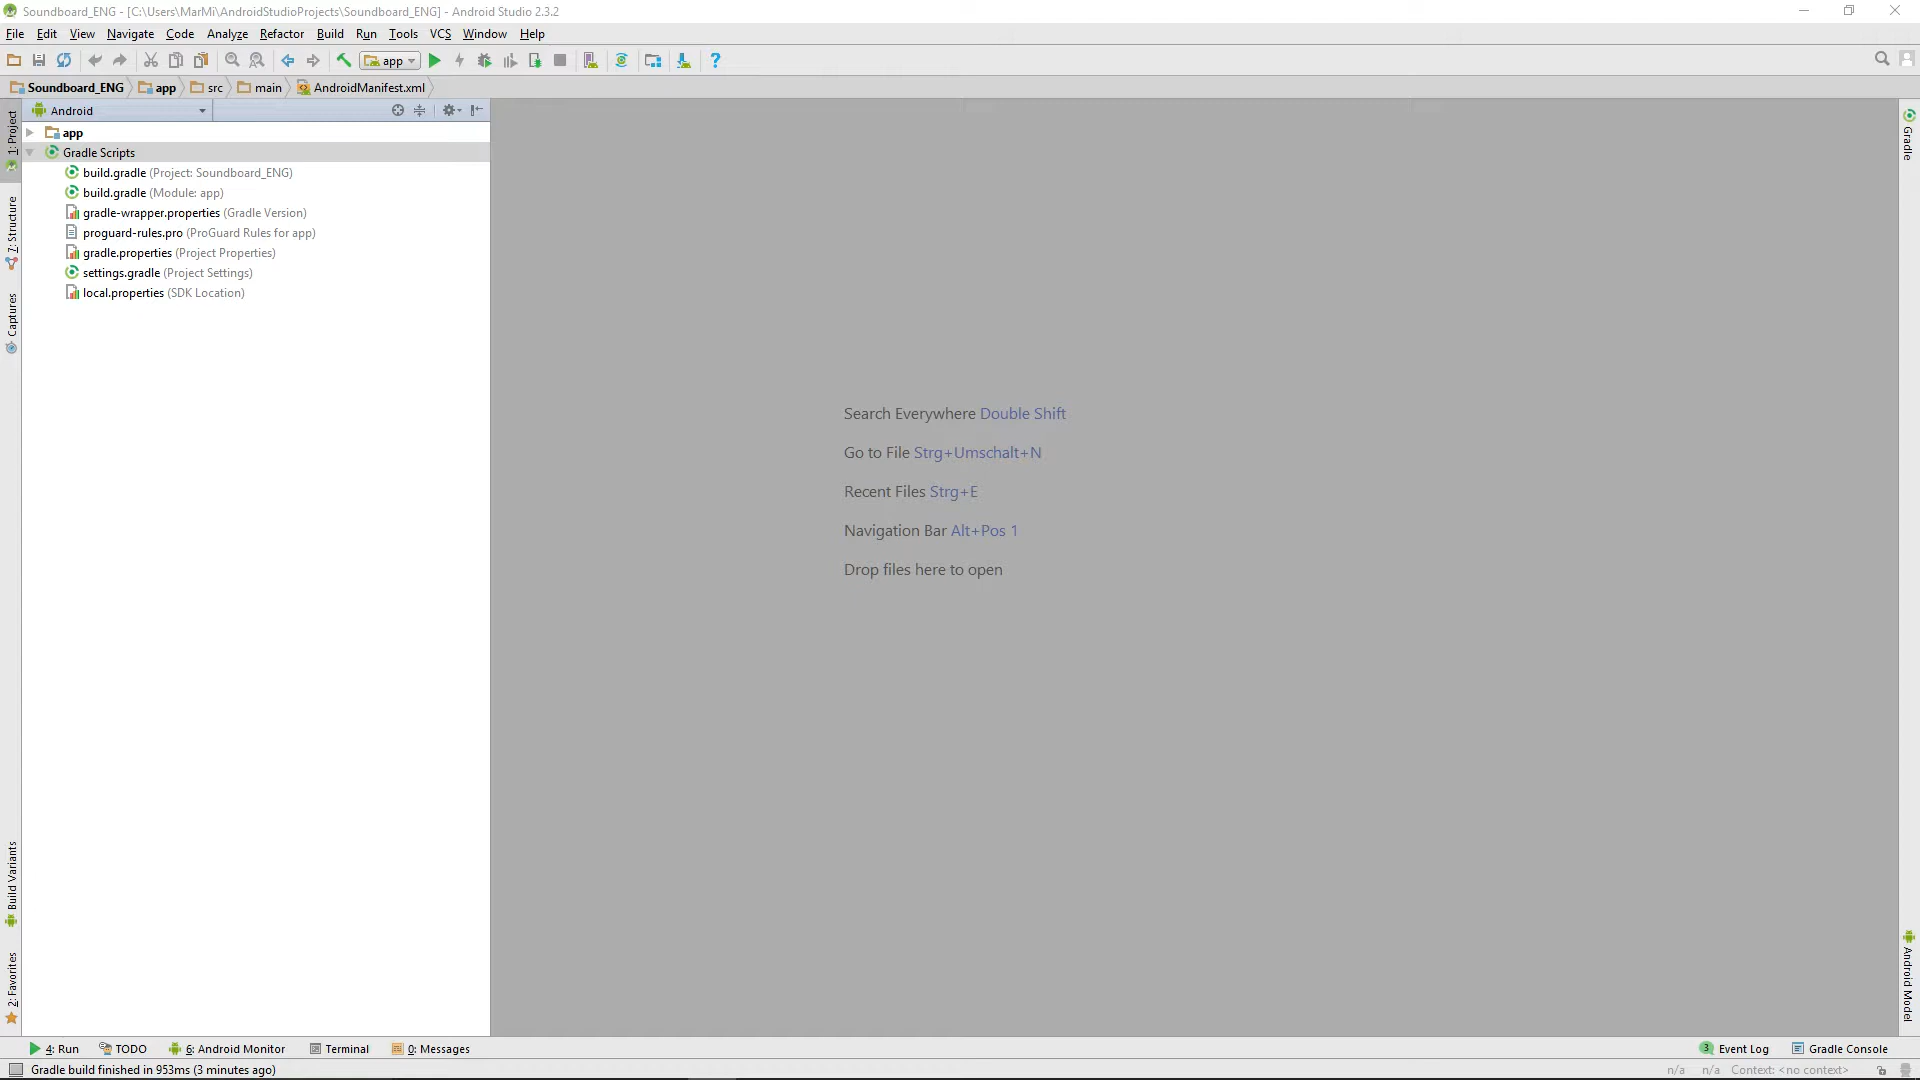 Soundboard_ENG - [C:\Users\MarMi\AndroidStudioProjects\Soundboard_ENG] - Android Studio 2.3.2
File Edit View Navigate Code Analyze Refactor Build Run Tools VCS Window Help
app
Soundboard_ENG app src main AndroidManifest.xml
Android
app
Gradle Scripts
build.gradle (Project: Soundboard_ENG)
build.gradle (Module: app)
gradle-wrapper.properties (Gradle Version)
proguard-rules.pro (ProGuard Rules for app)
gradle.properties (Project Properties)
settings.gradle (Project Settings)
local.properties (SDK Location)
1: Project
7: Structure
Captures
Build Variants
2: Favorites
Search Everywhere Double Shift
Go to File Strg+Umschalt+N
Recent Files Strg+E
Navigation Bar Alt+Pos 1
Drop files here to open
Gradle
Android Model
4: Run TODO 6: Android Monitor Terminal 0: Messages 3 Event Log Gradle Console
Gradle build finished in 953ms (3 minutes ago) n/a n/a Context: <no context>